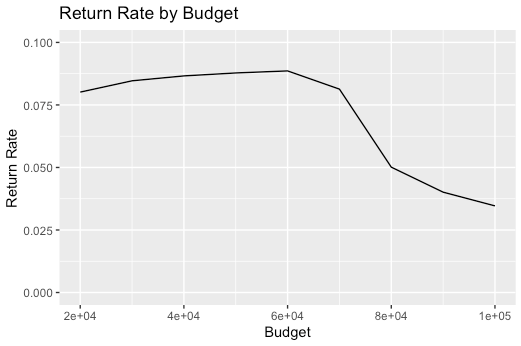 Return Rate by Budget
0.100
0.075
0.050
0.025
0.000
Return Rate
2e+04 4e+04 6e+04 8e+04 1e+05
Budget